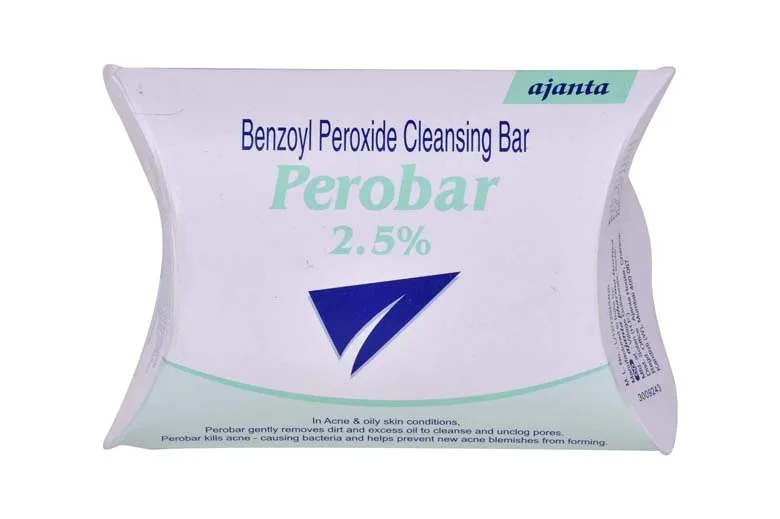 ajanta
Benzoyl Peroxide Cleansing Bar
Perobar
2.5%
In Acne & oily skin conditions,
Perobar gently removes dirt and excess oil to cleanse and unclog pores.
Perobar kills acne - causing bacteria and helps prevent new acne blemishes from forming.
3009243